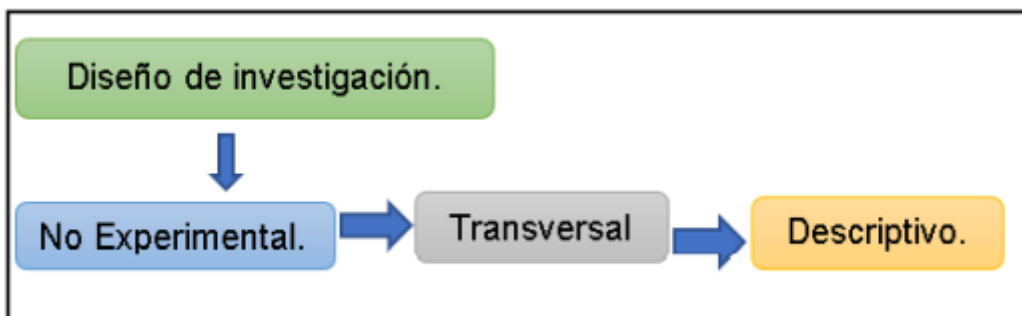 Diseño de investigación.
No Experimental.
Transversal
Descriptivo.